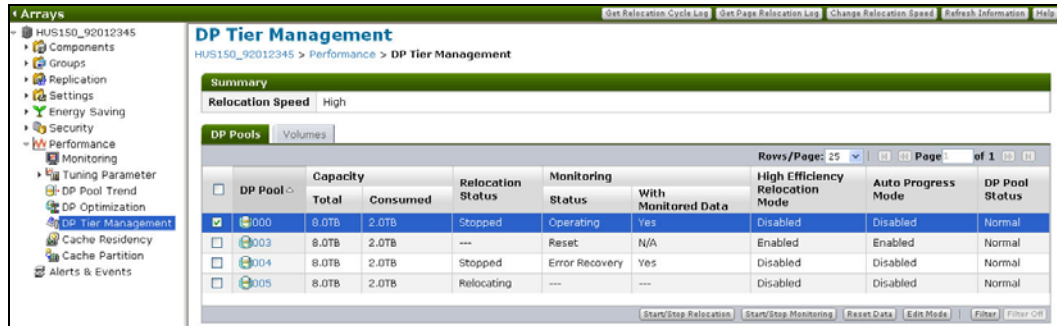 Arrays
Get Relocation Cycle Log Get Page Relocation Log Change Relocation Speed Refresh Information Help
HUS150_92012345
Components
Groups
Replication
Settings
Energy Saving
Security
Performance
Monitoring
Tuning Parameter
DP Pool Trend
DP Optimization
DP Tier Management
Cache Residency
Cache Partition
Alerts & Events
DP Tier Management
HUS150_92012345 > Performance > DP Tier Management
Summary
Relocation Speed High
DP Pools Volumes
Rows/Page: 25 Page 1 of 1
DP Pool Capacity Relocation Status Monitoring High Efficiency Relocation Mode Auto Progress Mode DP Pool Status
Total Consumed Status With Monitored Data
000 8.0TB 2.0TB Stopped Operating Yes Disabled Disabled Normal
003 8.0TB 2.0TB --- Reset N/A Enabled Enabled Normal
004 8.0TB 2.0TB Stopped Error Recovery Yes Disabled Disabled Normal
005 8.0TB 2.0TB Relocating --- --- Disabled Disabled Normal
Start/Stop Relocation Start/Stop Monitoring Reset Data Edit Mode | Filter Filter Off